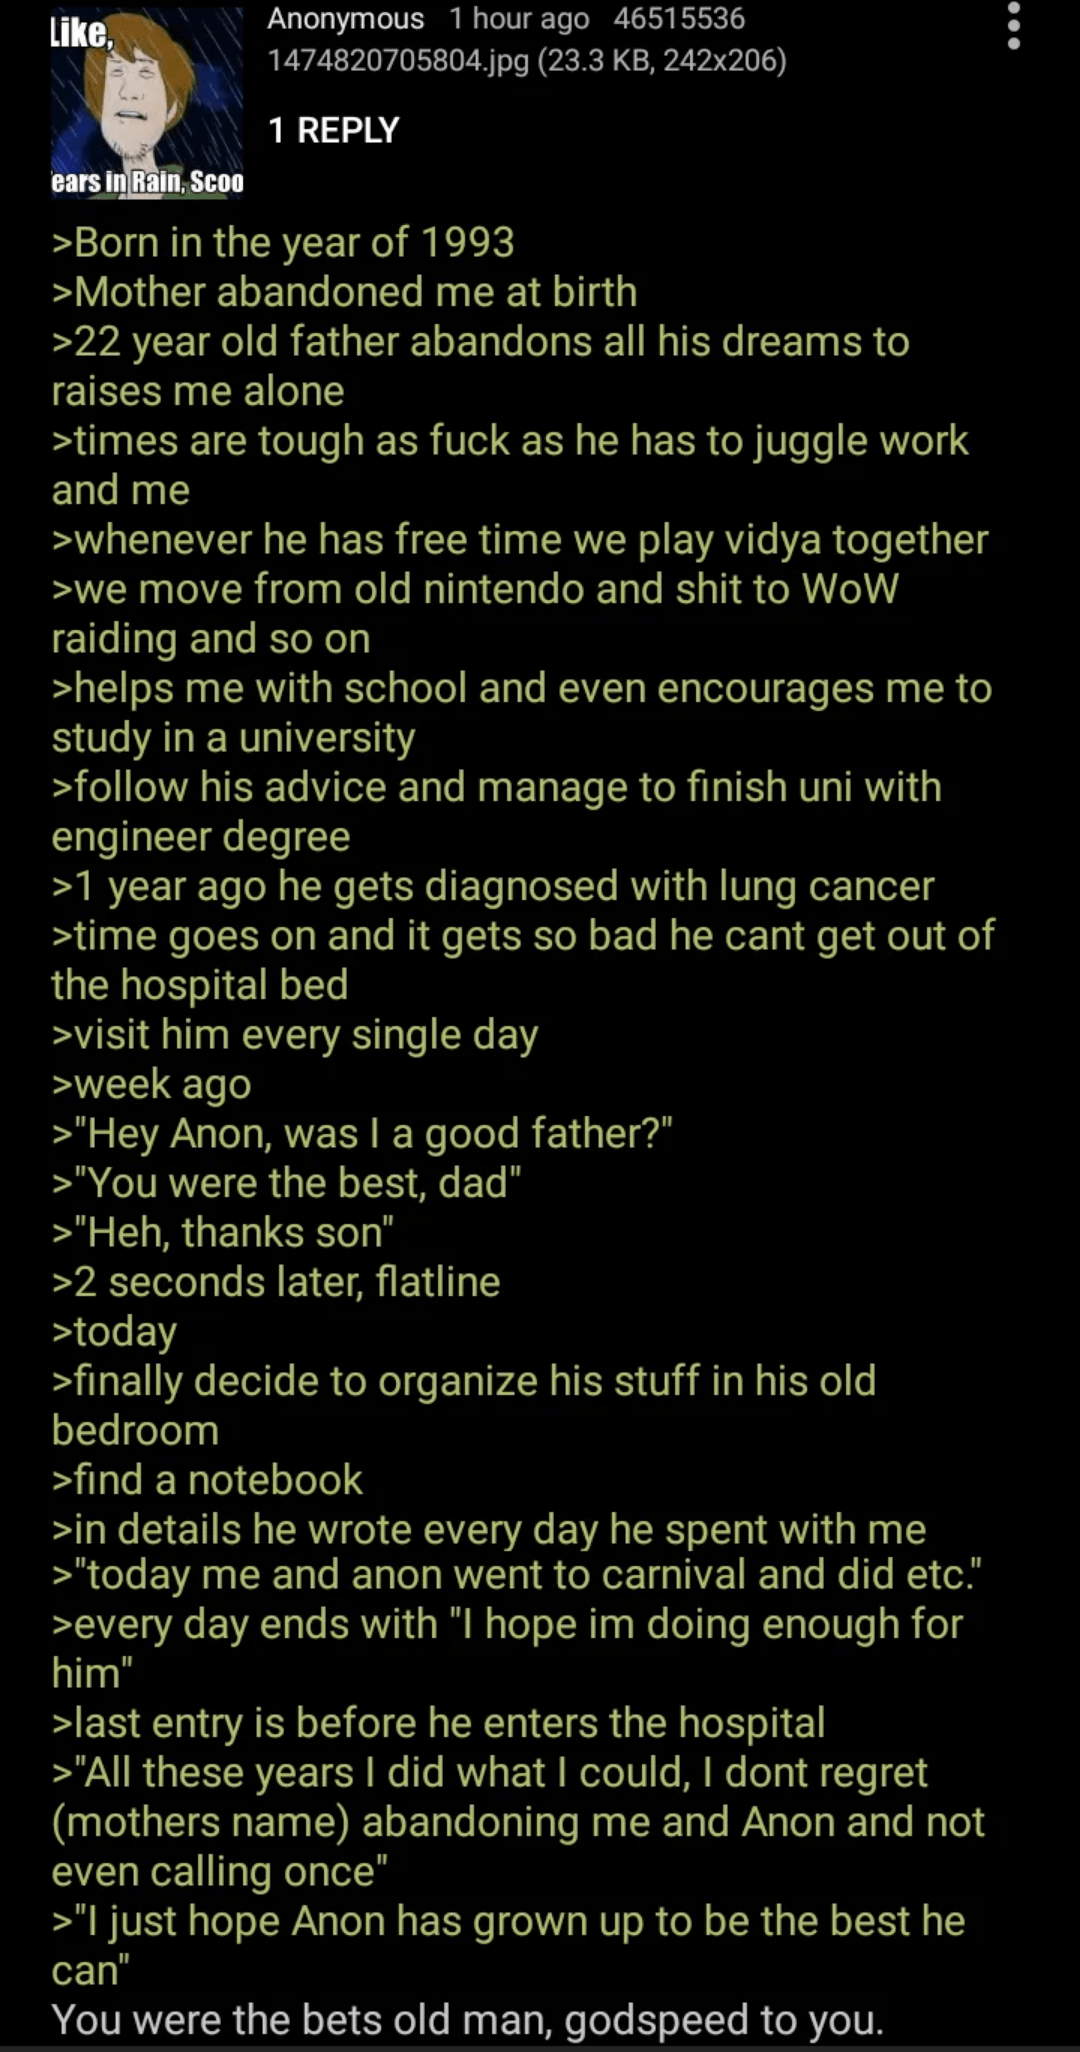 Like,
ears in Rain, Scoo
Anonymous 1 hour ago 46515536
1474820705804.jpg (23.3 KB, 242x206)
1 REPLY
>Born in the year of 1993
>Mother abandoned me at birth
>22 year old father abandons all his dreams to
raises me alone
>times are tough as fuck as he has to juggle work
and me
>whenever he has free time we play vidya together
>we move from old nintendo and shit to WoW
raiding and so on
>helps me with school and even encourages me to
study in a university
>follow his advice and manage to finish uni with
engineer degree
>1 year ago he gets diagnosed with lung cancer
>time goes on and it gets so bad he cant get out of
the hospital bed
>visit him every single day
>week ago
>"Hey Anon, was I a good father?"
>"You were the best, dad"
>"Heh, thanks son"
>2 seconds later, flatline
>today
>finally decide to organize his stuff in his old
bedroom
>find a notebook
>in details he wrote every day he spent with me
>"today me and anon went to carnival and did etc."
>every day ends with "I hope im doing enough for
him"
>last entry is before he enters the hospital
>"All these years I did what I could, I dont regret
(mothers name) abandoning me and Anon and not
even calling once"
>"I just hope Anon has grown up to be the best he
can"
You were the bets old man, godspeed to you.